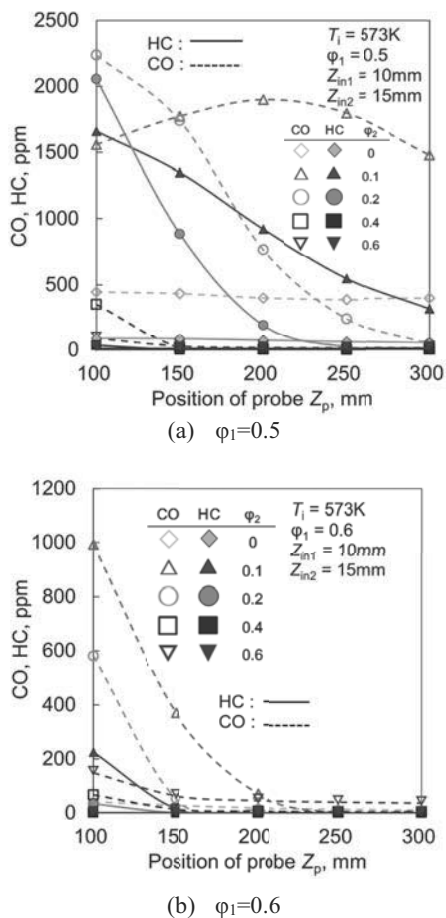 HC :
CO :
Tᵢ = 573K
φ₁ = 0.5
Z_in1 = 10mm
Z_in2 = 15mm
CO HC φ₂
0
0.1
0.2
0.4
0.6
2500
2000
1500
1000
500
0
CO, HC, ppm
100 150 200 250 300
Position of probe Zₚ, mm
(a) φ₁=0.5
CO HC φ₂
0
0.1
0.2
0.4
0.6
Tᵢ = 573K
φ₁ = 0.6
Z_in1 = 10mm
Z_in2 = 15mm
HC :
CO :
1200
1000
800
600
400
200
0
CO, HC, ppm
100 150 200 250 300
Position of probe Zₚ, mm
(b) φ₁=0.6